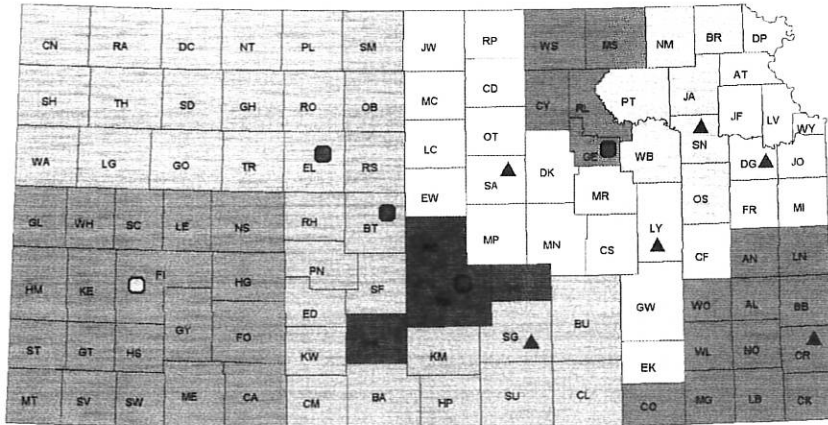 CN RA DC NT PL SM JW RP WS MS NM BR DP
SH TH SD GH RO OB MC CD CY RL PT JA AT
WA LG GO TR EL RS LC OT SA DK GE WB SN JF LV WY
GL WH SC LE NS RH BT EW MP MN MR CS LY OS DG JO FR MI
HM KE FI HG PN SF CF AN LN
ST GT HS GY FO ED KW KM SG BU GW EK WO AL BB WL NO CR
MT SV SW ME CA CM BA HP SU CL CQ MG LB CK